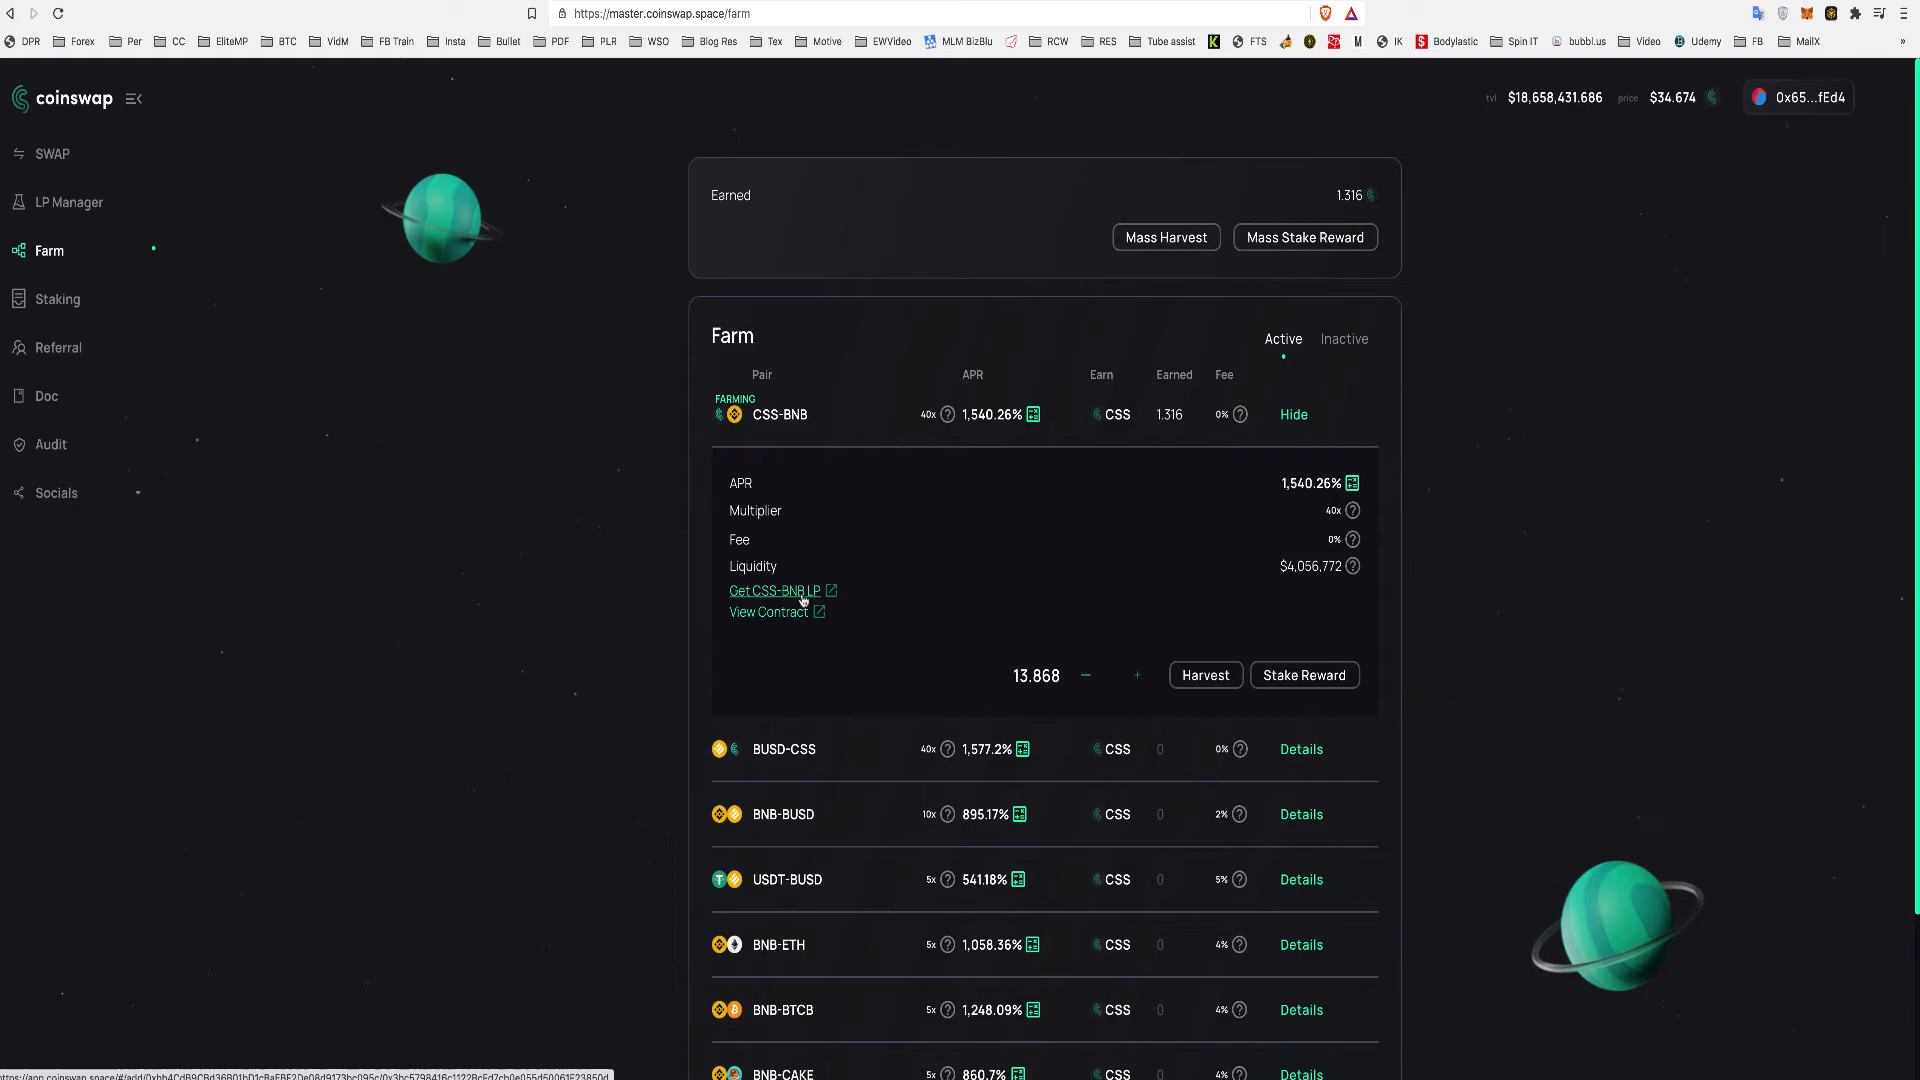 https://master.coinswap.space/farm
DPR Forex Per CC EliteMP BTC VidM FB Train Insta Bullet PDF PLR WSO Blog Res Tex Motive EWVideo MLM BizBlu RCW RES Tube assist FTS IK Bodylastic Spin IT bubbl.us Video Udemy FB MailX »
coinswap
tvl $18,658,431.686 price $34.674 0x65...fEd4
SWAP
LP Manager
Farm
Staking
Referral
Doc
Audit
Socials
Earned 1.316
Mass Harvest Mass Stake Reward
Farm Active Inactive
Pair APR Earn Earned Fee
FARMING
CSS-BNB 40x 1,540.26% CSS 1.316 0% Hide
APR 1,540.26%
Multiplier 40x
Fee 0%
Liquidity $4,056,772
Get CSS-BNB LP
View Contract
13.868 − + Harvest Stake Reward
BUSD-CSS 40x 1,577.2% CSS 0 0% Details
BNB-BUSD 10x 895.17% CSS 0 2% Details
USDT-BUSD 5x 541.18% CSS 0 5% Details
BNB-ETH 5x 1,058.36% CSS 0 4% Details
BNB-BTCB 5x 1,248.09% CSS 0 4% Details
BNB-CAKE 5x 860.7% CSS 0 4% Details